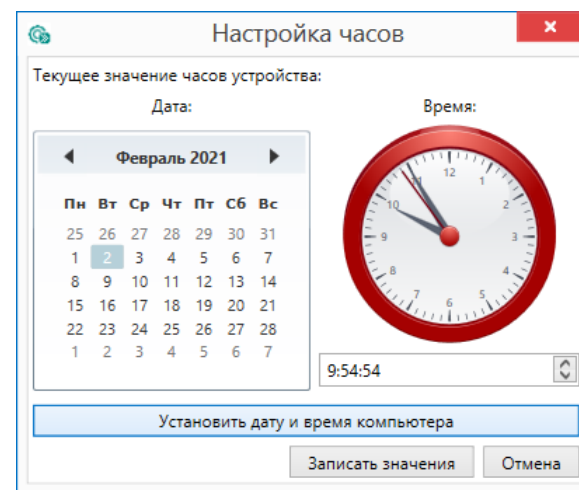 Настройка часов
Текущее значение часов устройства:
Дата:
Время:
Февраль 2021
Пн Вт Ср Чт Пт Сб Вс
25 26 27 28 29 30 31
1 2 3 4 5 6 7
8 9 10 11 12 13 14
15 16 17 18 19 20 21
22 23 24 25 26 27 28
1 2 3 4 5 6 7
12
11 1
10 2
9 3
8 4
7 6 5
9:54:54
Установить дату и время компьютера
Записать значения Отмена